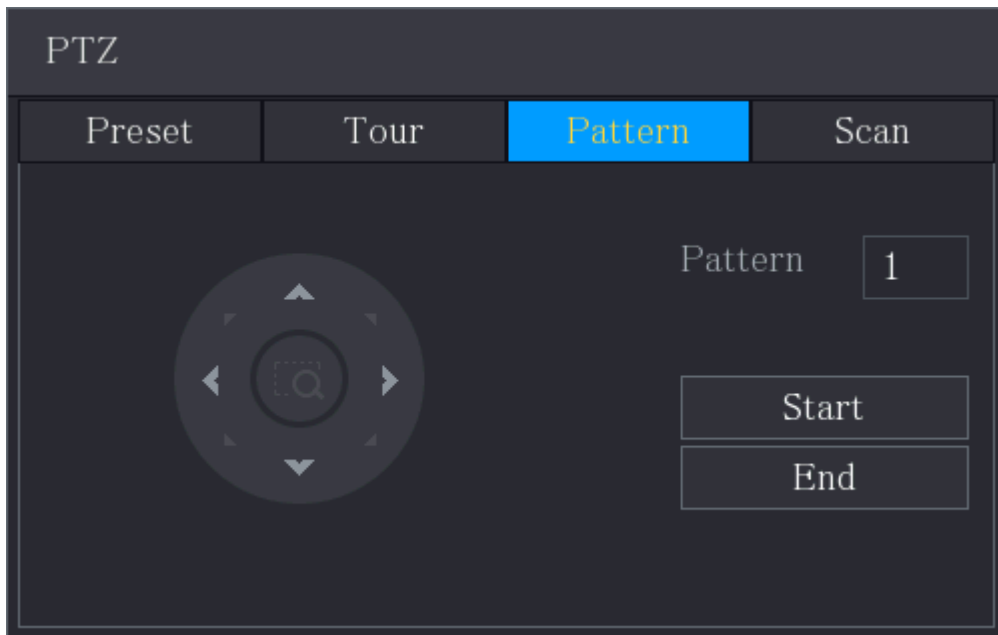 PTZ
Preset Tour Pattern Scan
Pattern 1
Start
End